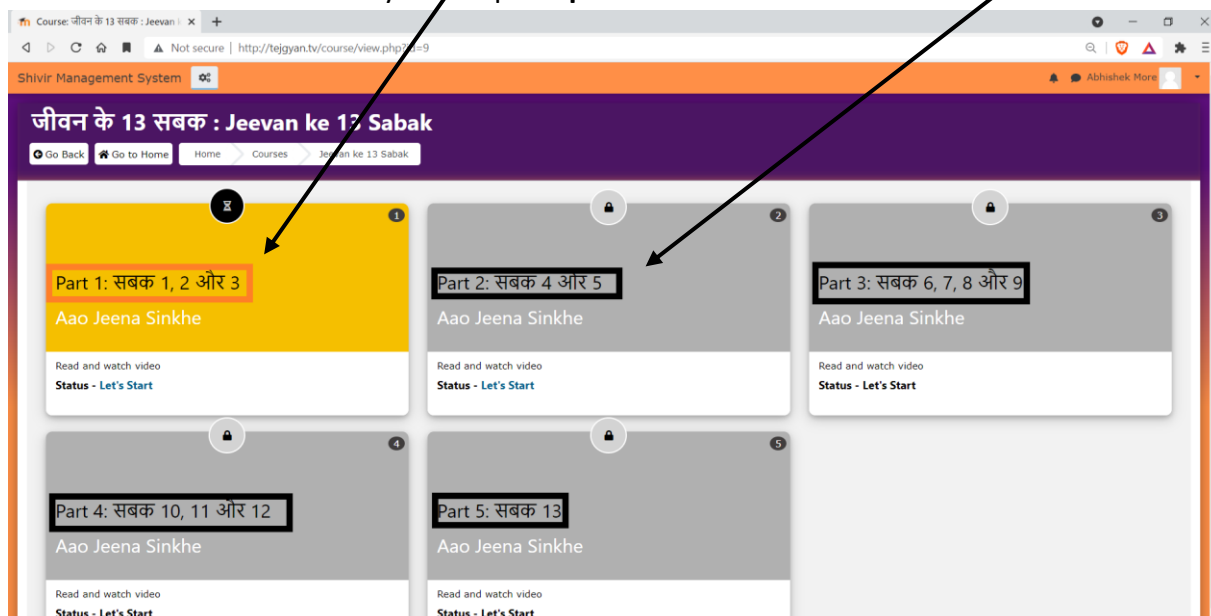 Course: जीवन के 13 सबक : Jeevan
Not secure | http://tejgyan.tv/course/view.php?id=9
Shivir Management System
Abhishek More
जीवन के 13 सबक : Jeevan ke 13 Sabak
Go Back Go to Home Home Courses Jeevan ke 13 Sabak
1
Part 1: सबक 1, 2 और 3
Aao Jeena Sinkhe
Read and watch video
Status - Let's Start
2
Part 2: सबक 4 और 5
Aao Jeena Sinkhe
Read and watch video
Status - Let's Start
3
Part 3: सबक 6, 7, 8 और 9
Aao Jeena Sinkhe
Read and watch video
Status - Let's Start
4
Part 4: सबक 10, 11 और 12
Aao Jeena Sinkhe
Read and watch video
Status - Let's Start
5
Part 5: सबक 13
Aao Jeena Sinkhe
Read and watch video
Status - Let's Start